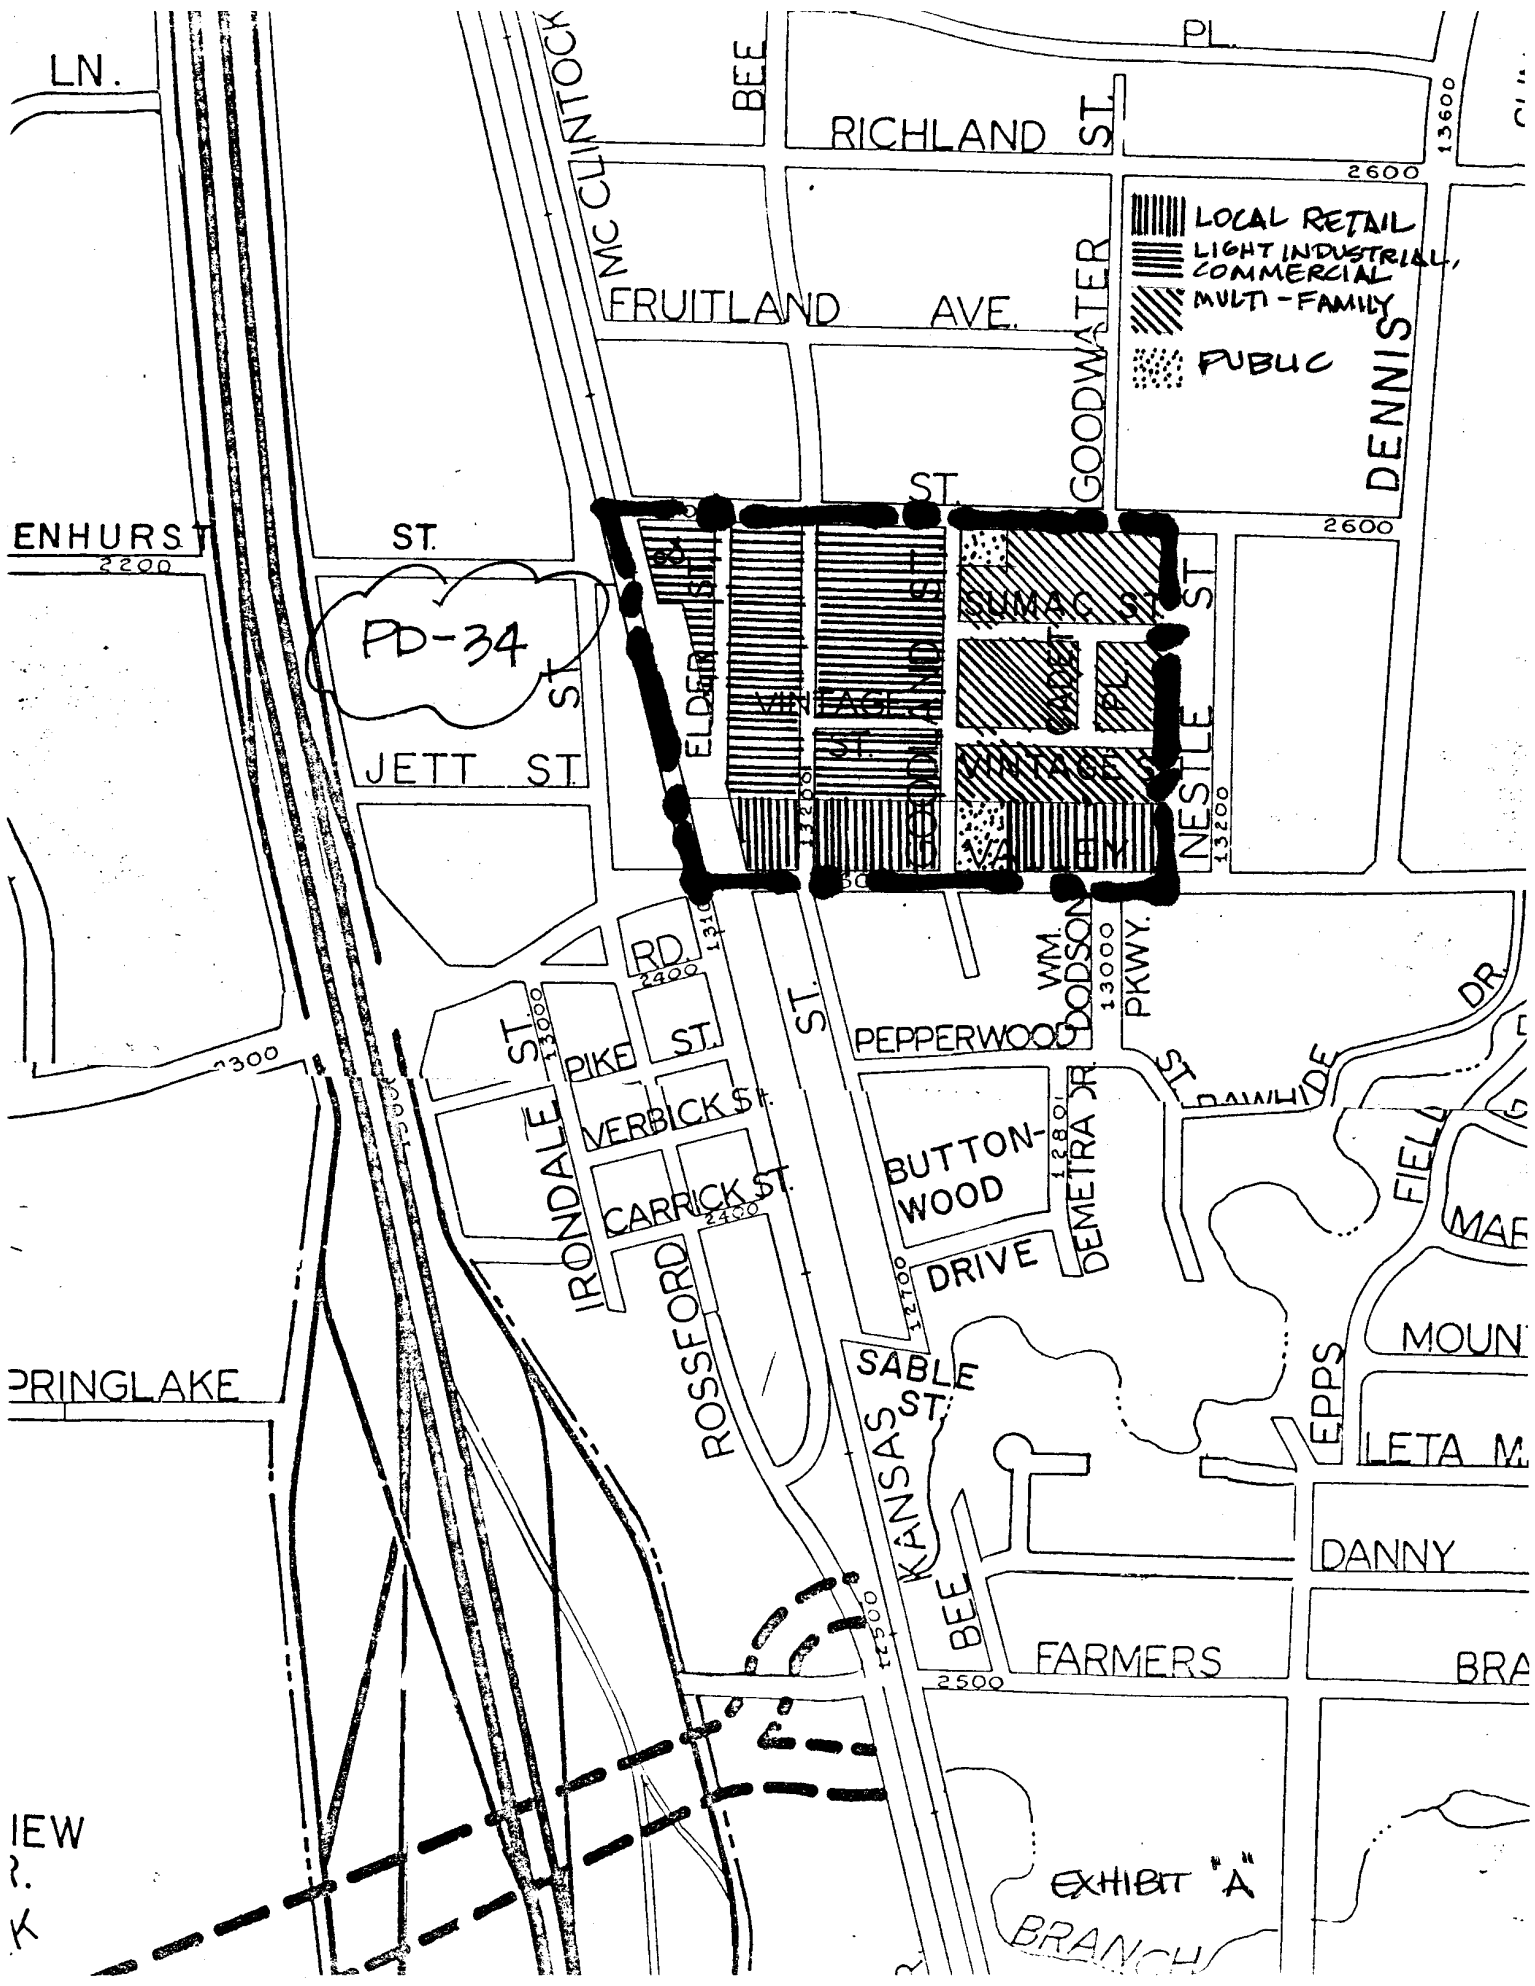 LN.
MC CLINTOCK
BEE
PL.
13600
RICHLAND
ST.
2600
LOCAL RETAIL
LIGHT INDUSTRIAL,
COMMERCIAL
MULTI-FAMILY
PUBLIC
FRUITLAND AVE.
GOODWATER
DENNIS
ST.
2600
ENHURST ST.
2200
PD-34
ST
ELDER ST.
GOODLAND ST
SUMAC ST
CADET PL.
VINTAGE
ST.
VINTAGE S
NESTLE ST
13200
13200
JETT ST
RD.
2400
1310
ST.
WM.
DODSON
PKWY.
13000
DR.
ST.
13000
PIKE ST.
PEPPERWOOD
ST
RAWHIDE
IRONDALE
VERBICK ST.
BUTTON-
WOOD
DRIVE
12801
DEMETRA DR.
FIELD
CARRICK ST.
2400
MAR
12700
ROSSFORD
PRINGLAKE
SABLE
ST.
MOUN
EPPS
KANSAS
LETA M
DANNY
BEE
12500
FARMERS
BRA
2500
IEW
K
EXHIBIT "A"
BRANCH